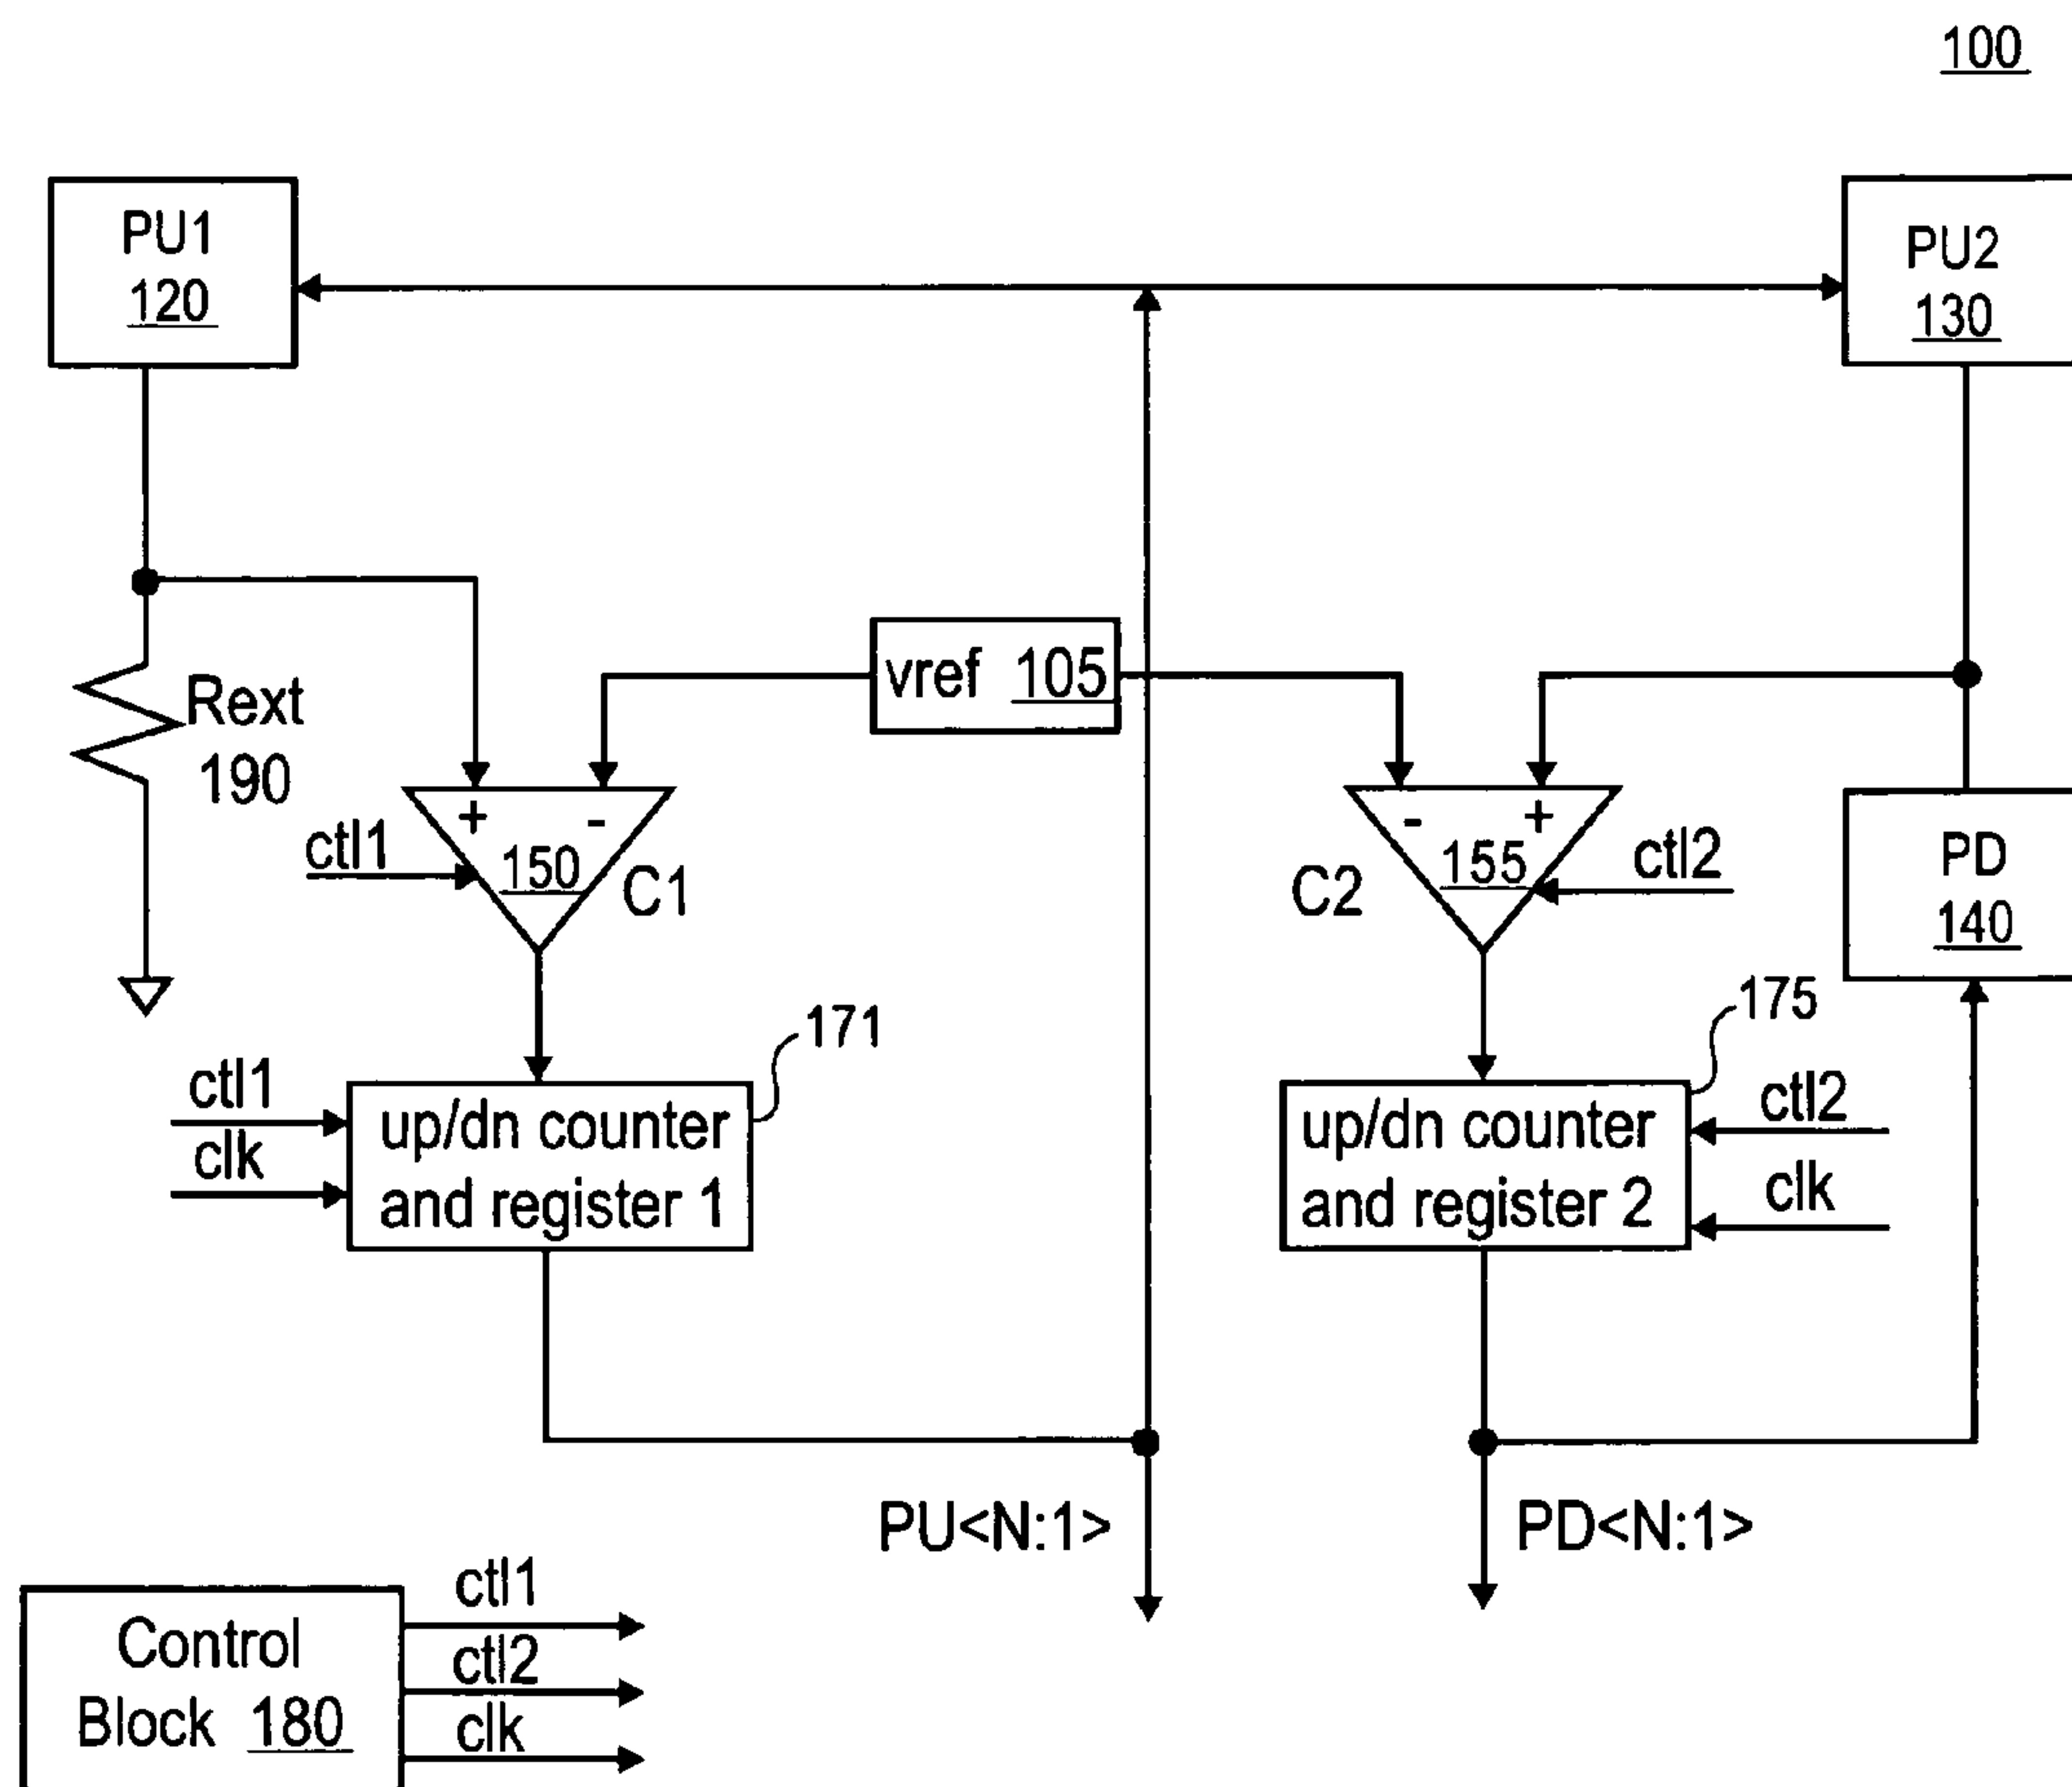 100
PU1
120
PU2
130
vref 105
Rext
190
+ -
ctl1
150
C1
- +
C2
155
ctl2
PD
140
171
175
ctl1
clk
up/dn counter
and register 1
up/dn counter
and register 2
ctl2
clk
PU<N:1>
PD<N:1>
Control
Block 180
ctl1
ctl2
clk